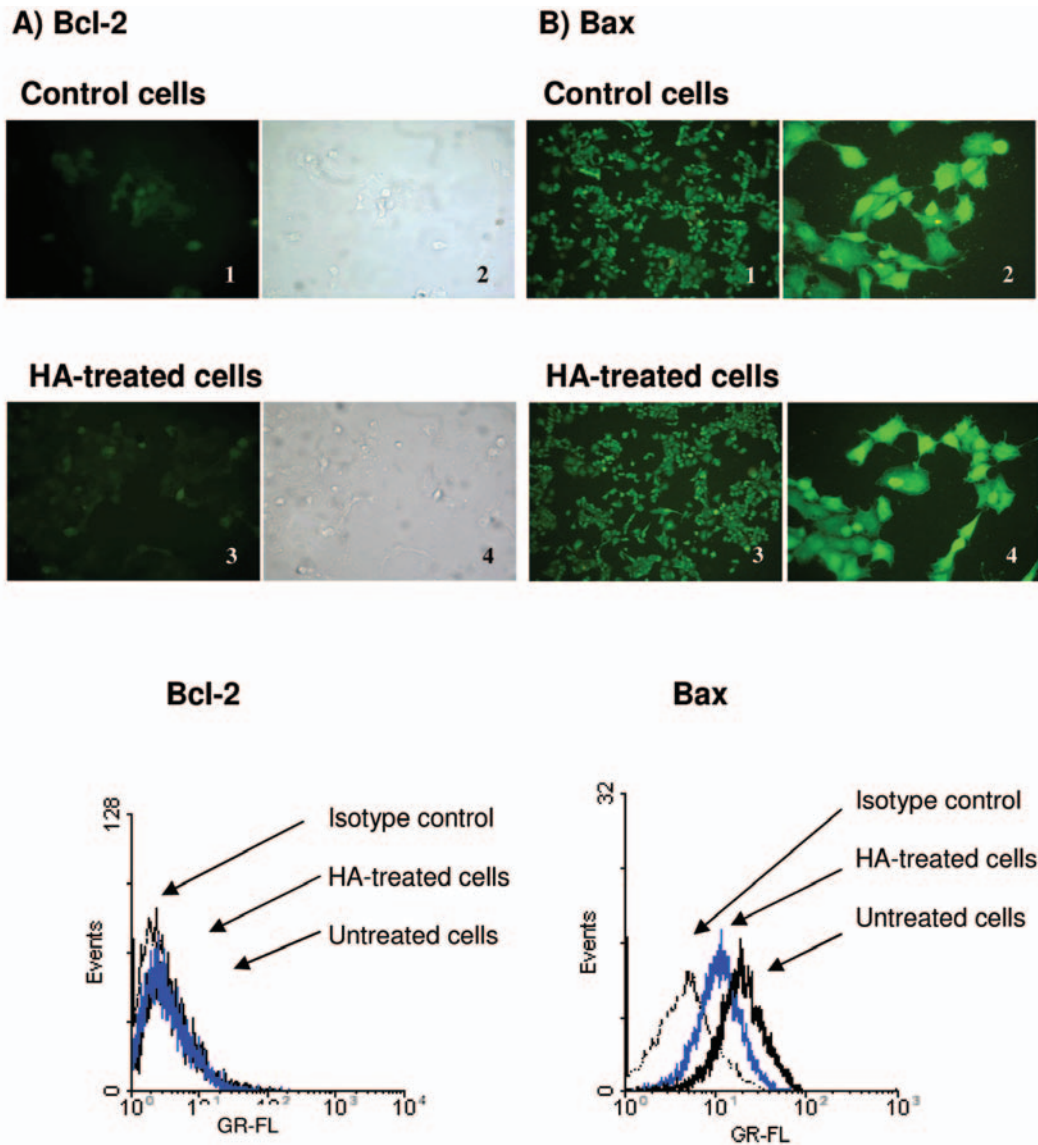 A) Bcl-2
B) Bax
Control cells
Control cells
1
2
1
2
HA-treated cells
HA-treated cells
3
4
3
4
Bcl-2
Bax
128
Isotype control
HA-treated cells
Untreated cells
Events
0
10⁰ 10¹ 10² 10³ 10⁴
GR-FL
32
Isotype control
HA-treated cells
Untreated cells
Events
0
10⁰ 10¹ 10² 10³
GR-FL